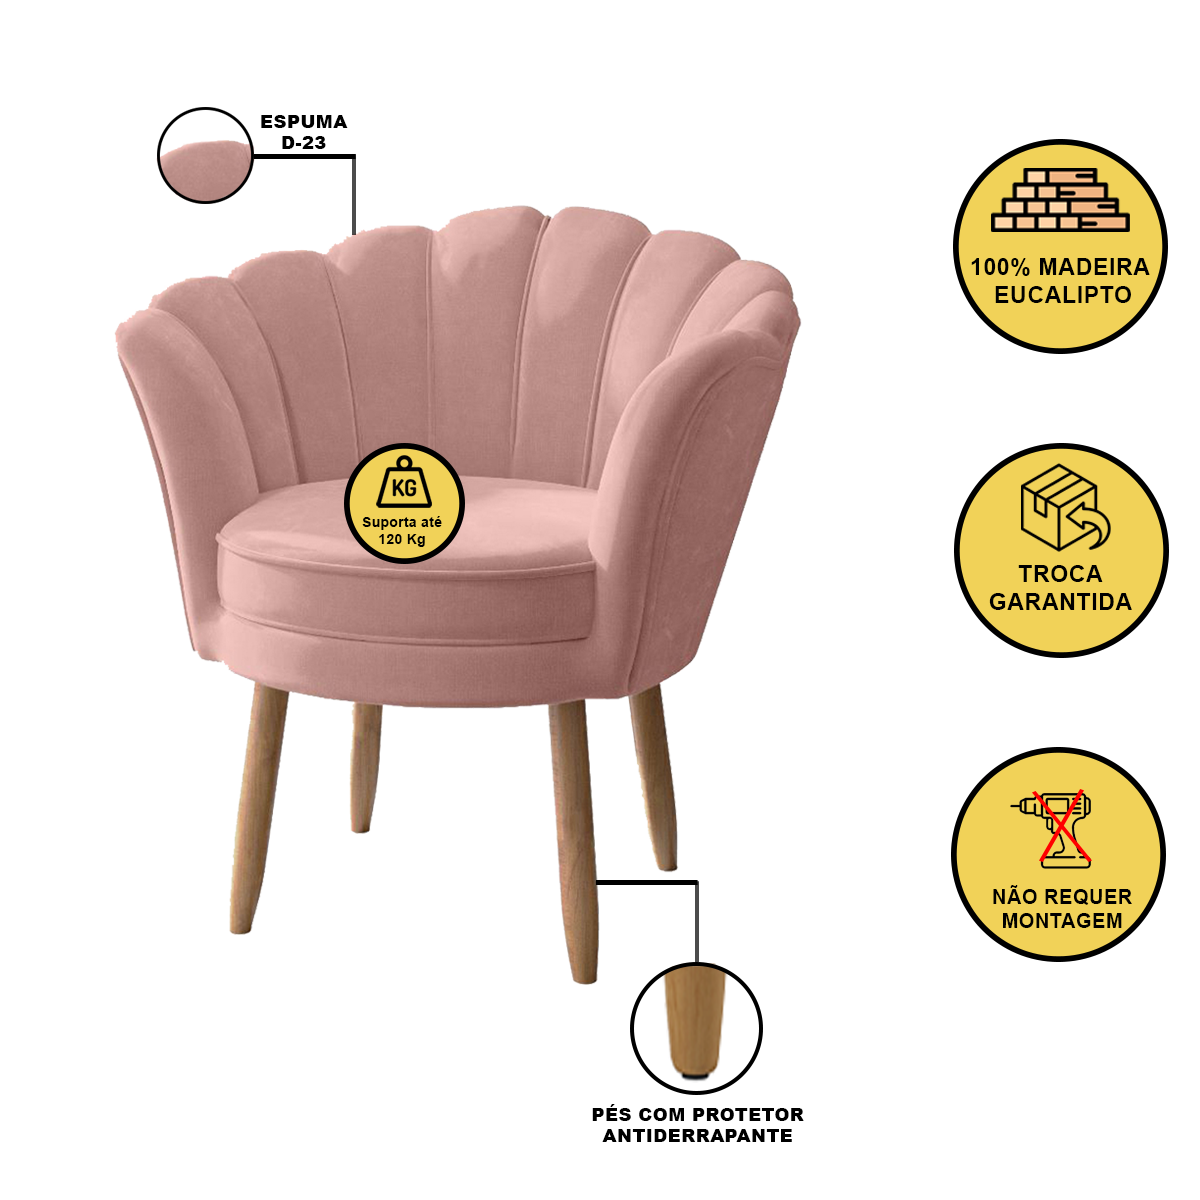 ESPUMA
D-23
100% MADEIRA
EUCALIPTO
KG
Suporta até
120 Kg
TROCA
GARANTIDA
NÃO REQUER
MONTAGEM
PÉS COM PROTETOR
ANTIDERRAPANTE